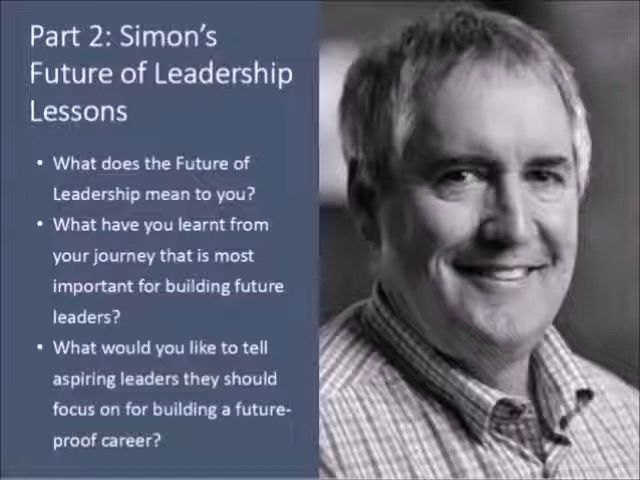 Part 2: Simon's
Future of Leadership
Lessons
• What does the Future of
Leadership mean to you?
• What have you learnt from
your journey that is most
important for building future
leaders?
• What would you like to tell
aspiring leaders they should
focus on for building a future-
proof career?